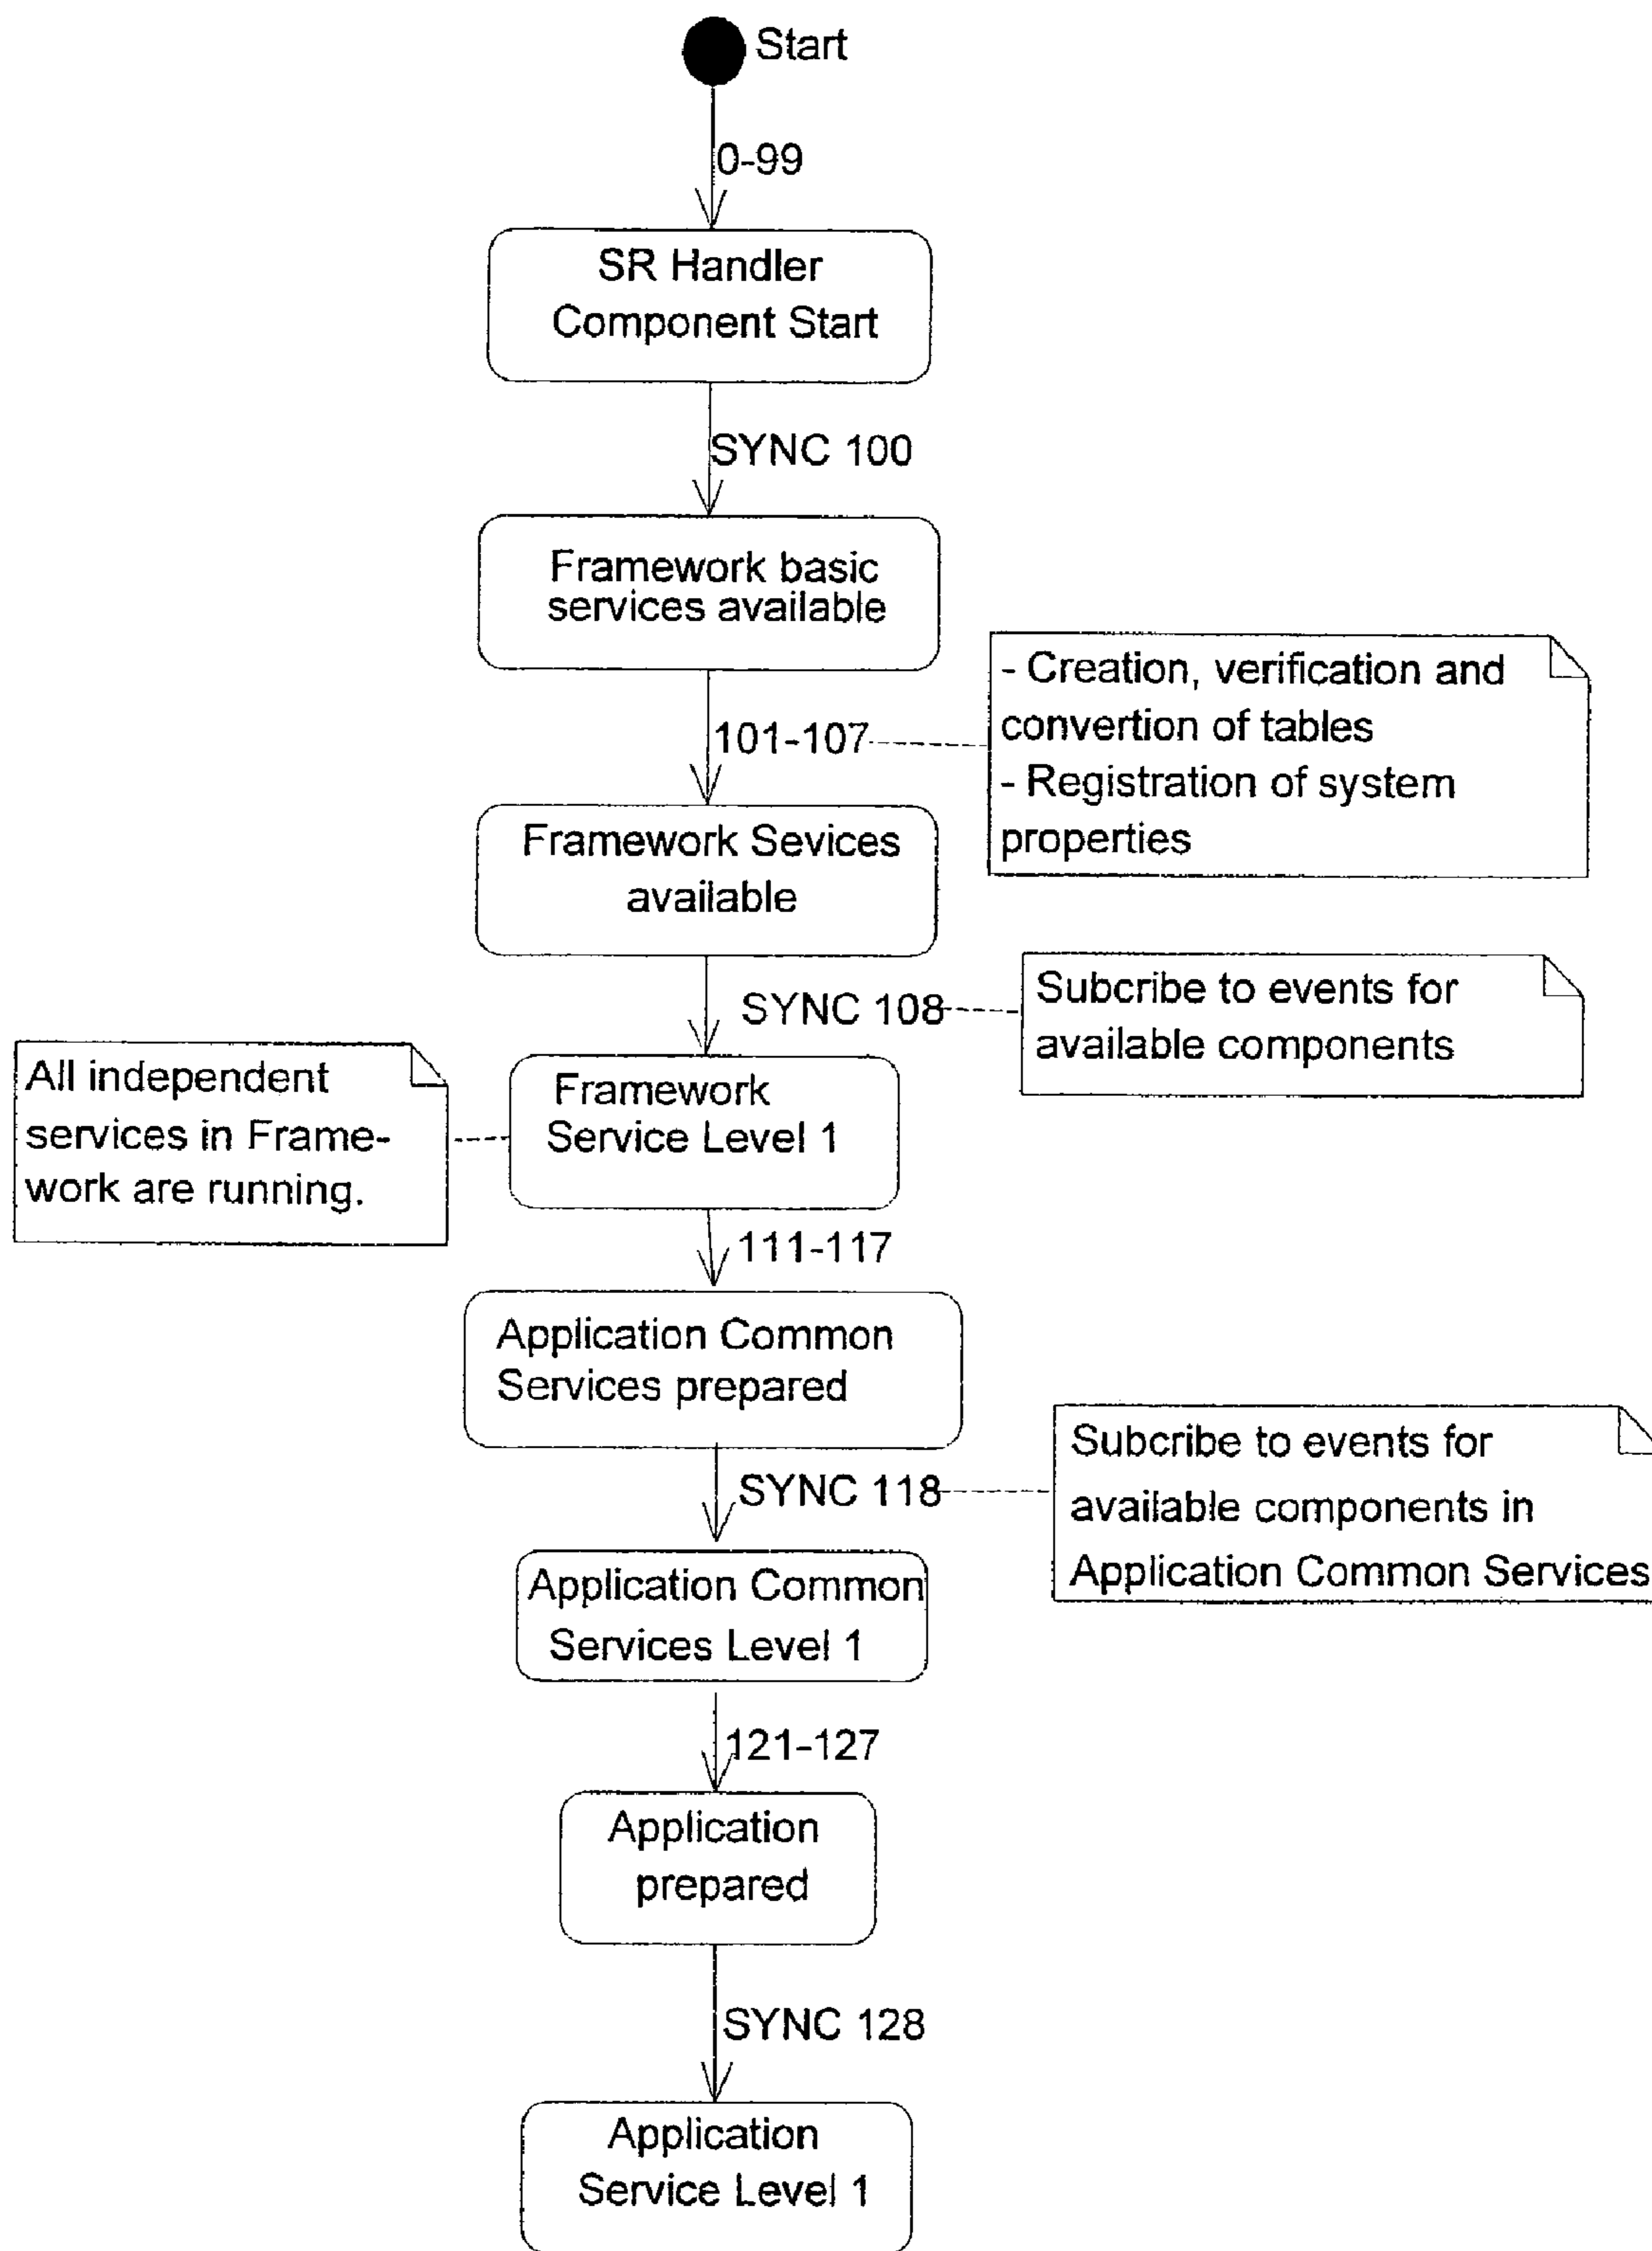 Start
0-99
SR Handler
Component Start
SYNC 100
Framework basic
services available
101-107
- Creation, verification and
convertion of tables
- Registration of system
properties
Framework Sevices
available
SYNC 108
Subcribe to events for
available components
All independent
services in Frame-
work are running.
Framework
Service Level 1
111-117
Application Common
Services prepared
SYNC 118
Subcribe to events for
available components in
Application Common Services
Application Common
Services Level 1
121-127
Application
prepared
SYNC 128
Application
Service Level 1